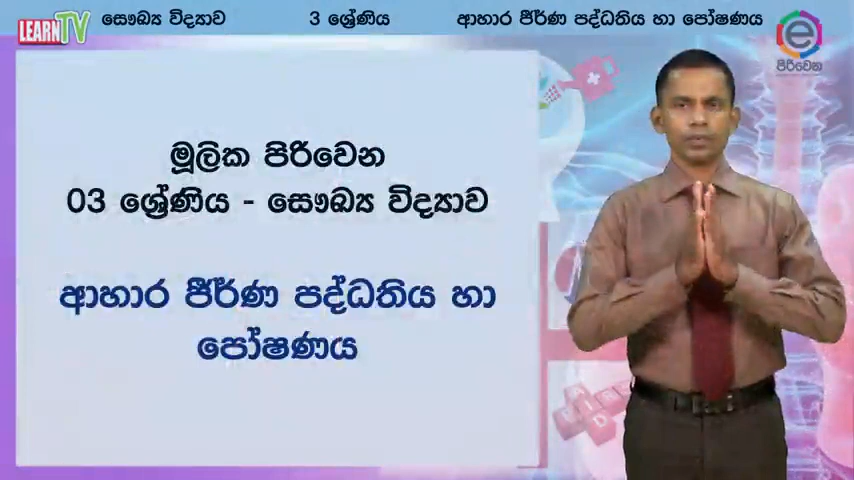 LEARN TV
සෞඛ්‍ය විද්‍යාව
3 ශ්‍රේණිය
ආහාර ජීර්ණ පද්ධතිය හා පෝෂණය
e
පිරිවෙන
මූලික පිරිවෙන
03 ශ්‍රේණිය - සෞඛ්‍ය විද්‍යාව
ආහාර ජීර්ණ පද්ධතිය හා
පෝෂණය